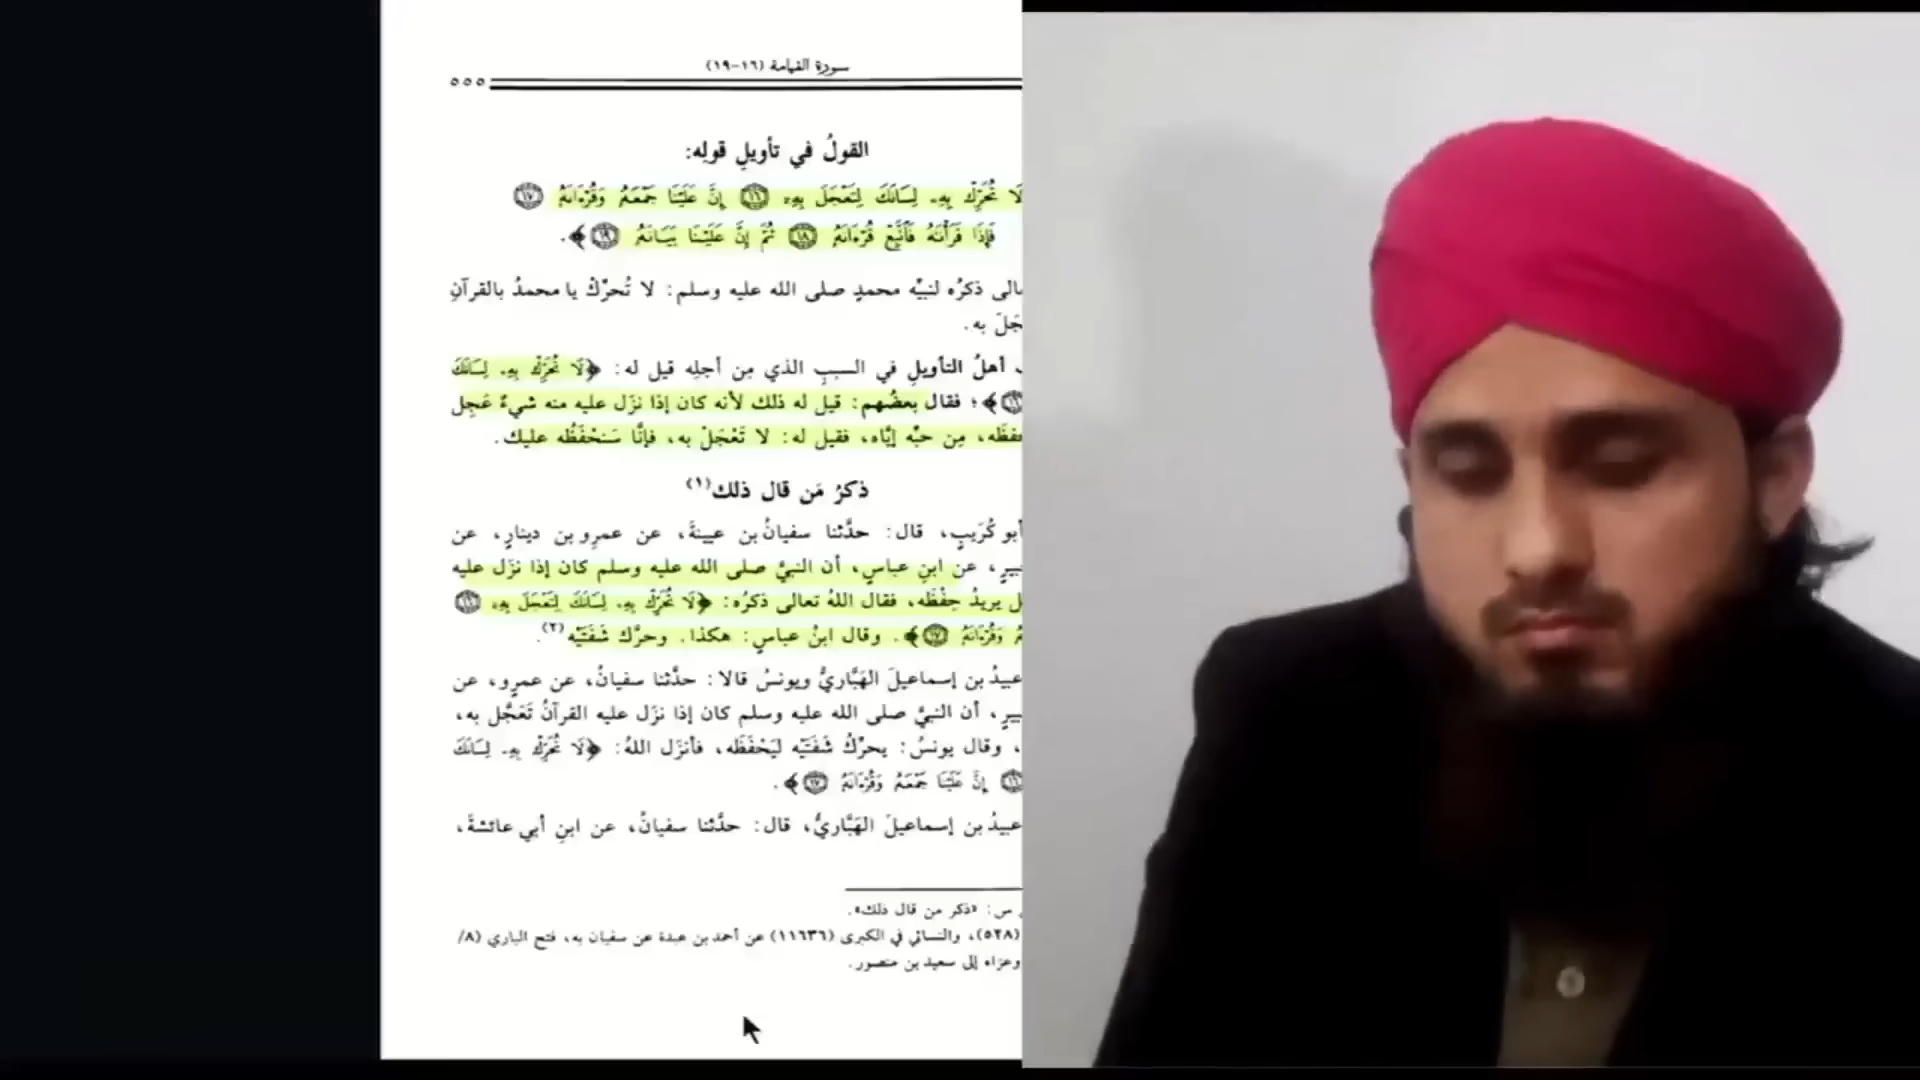 سورة القيامة (١٦-١٩)
٥٥٥
القولُ في تأويلِ قولِه:
لَا تُحَرِّكْ بِهِۦ لِسَانَكَ لِتَعْجَلَ بِهِۦٓ ۝١٦ إِنَّ عَلَيْنَا جَمْعَهُۥ وَقُرْءَانَهُۥ ۝١٧
فَإِذَا قَرَأْنَٰهُ فَٱتَّبِعْ قُرْءَانَهُۥ ۝١٨ ثُمَّ إِنَّ عَلَيْنَا بَيَانَهُۥ ۝١٩ ﴾.
ذكرُه لنبيِّه محمدٍ صلى الله عليه وسلم: لا تُحرِّكْ يا محمدُ بالقرآنِ
به.
أهلُ التأويلِ في السببِ الذي مِن أجلِه قيل له: ﴿لَا تُحَرِّكْ بِهِۦ لِسَانَكَ
﴾؛ فقال بعضُهم: قيل له ذلك لأنه كان إذا نزَل عليه منه شيءٌ عَجِل
مِن حبِّه إيَّاه، فقيل له: لا تَعْجَلْ به، فإنَّا سَنحْفَظُه عليك.
ذكرُ مَن قال ذلك(١)
أبو كُرَيبٍ، قال: حدَّثنا سفيانُ بن عيينةَ، عن عمرِو بن دينارٍ، عن
عن ابنِ عباسٍ، أن النبيَّ صلى الله عليه وسلم كان إذا نزَل عليه
يريدُ حِفْظَه، فقال اللهُ تعالى ذكرُه: ﴿لَا تُحَرِّكْ بِهِۦ لِسَانَكَ لِتَعْجَلَ بِهِۦٓ ۝١٦
وَقُرْءَانَهُۥ ۝١٧﴾. وقال ابنُ عباسٍ: هكذا. وحرَّك شَفَتَيْه(٢).
عبيدُ بن إسماعيلَ الهَبَّاريُّ ويونسُ قالا: حدَّثنا سفيانُ، عن عمرٍو، عن
أن النبيَّ صلى الله عليه وسلم كان إذا نزَل عليه القرآنُ تَعَجَّل به،
، وقال يونسُ: يحرِّكُ شَفَتَيْه ليَحْفَظَه، فأنزَل اللهُ: ﴿لَا تُحَرِّكْ بِهِۦ لِسَانَكَ
۝١٦ إِنَّ عَلَيْنَا جَمْعَهُۥ وَقُرْءَانَهُۥ ۝١٧﴾.
عبيدُ بن إسماعيلَ الهَبَّاريُّ، قال: حدَّثنا سفيانُ، عن ابنِ أبي عائشةَ،
س: «ذكر من قال ذلك».
(٥٢٨)، والنسائي في الكبرى (١١٦٣٦) عن أحمد بن عبدة عن سفيان به، فتح الباري (٨/
وعزاه إلى سعيد بن منصور.